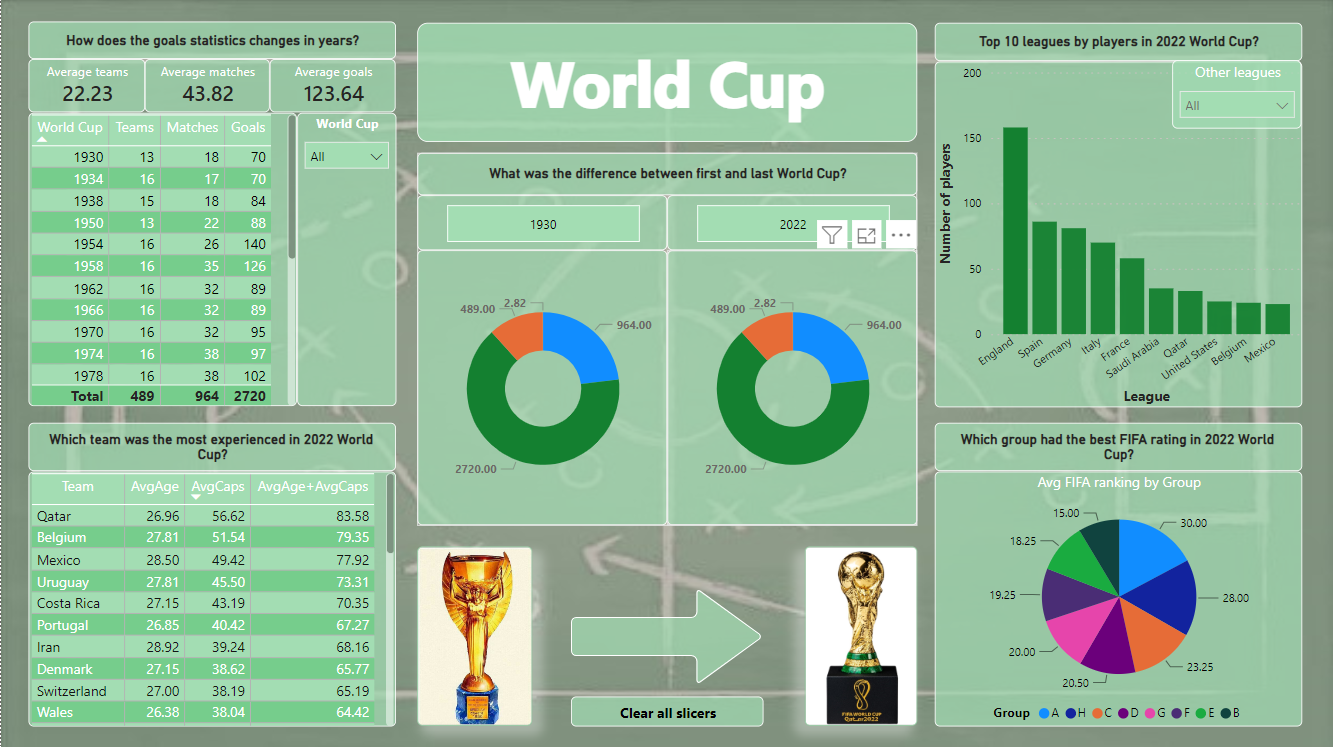 How does the goals statistics changes in years?
Average teams
22.23
Average matches
43.82
Average goals
123.64
World Cup Teams Matches Goals
1930 13 18 70
1934 16 17 70
1938 15 18 84
1950 13 22 88
1954 16 26 140
1958 16 35 126
1962 16 32 89
1966 16 32 89
1970 16 32 95
1974 16 38 97
1978 16 38 102
Total 489 964 2720
World Cup
All
Which team was the most experienced in 2022 World
Cup?
Team AvgAge AvgCaps AvgAge+AvgCaps
Qatar 26.96 56.62 83.58
Belgium 27.81 51.54 79.35
Mexico 28.50 49.42 77.92
Uruguay 27.81 45.50 73.31
Costa Rica 27.15 43.19 70.35
Portugal 26.85 40.42 67.27
Iran 28.92 39.24 68.16
Denmark 27.15 38.62 65.77
Switzerland 27.00 38.19 65.19
Wales 26.38 38.04 64.42
World Cup
What was the difference between first and last World Cup?
1930
2022
2.82
489.00
964.00
2720.00
2.82
489.00
964.00
2720.00
Clear all slicers
FIFA WORLD CUP
Qatar2022
Top 10 leagues by players in 2022 World Cup?
Other leagues
All
Number of players
200
150
100
50
0
England
Spain
Germany
Italy
France
Saudi Arabia
Qatar
United States
Belgium
Mexico
League
Which group had the best FIFA rating in 2022 World
Cup?
Avg FIFA ranking by Group
15.00
30.00
18.25
19.25
28.00
20.00
23.25
20.50
Group A H C D G F E B